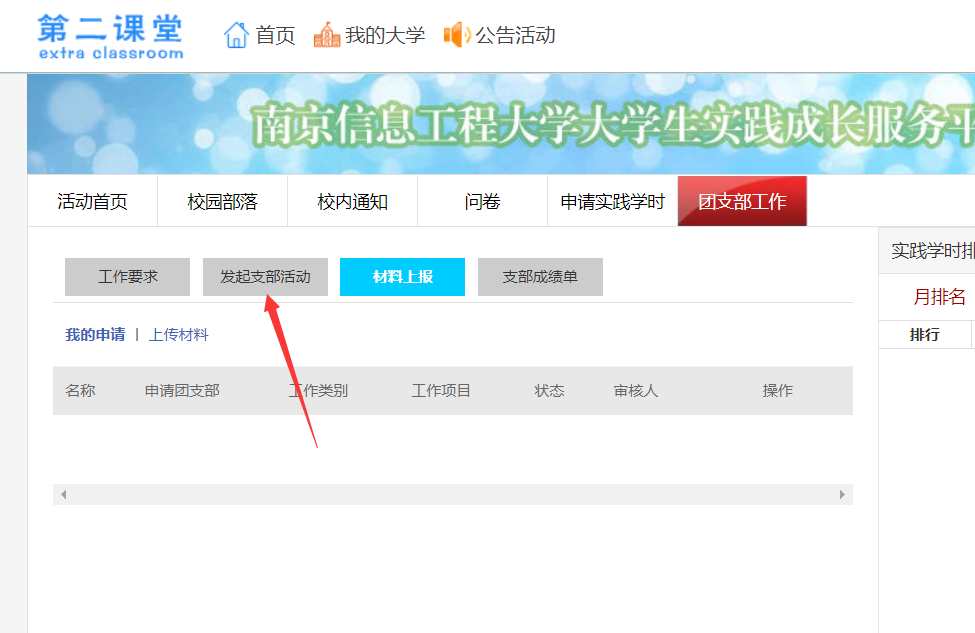 第二课堂
extra classroom
首页 我的大学 公告活动
南京信息工程大学大学生实践成长服务平
活动首页 校园部落 校内通知 问卷 申请实践学时 团支部工作
工作要求 发起支部活动 材料上报 支部成绩单
实践学时排
月排名
我的申请 | 上传材料
排行
名称 申请团支部 工作类别 工作项目 状态 审核人 操作